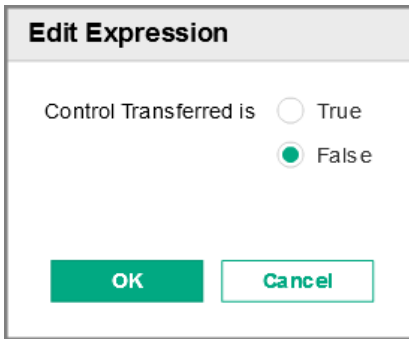 Edit Expression
Control Transferred is True
False
OK Cancel